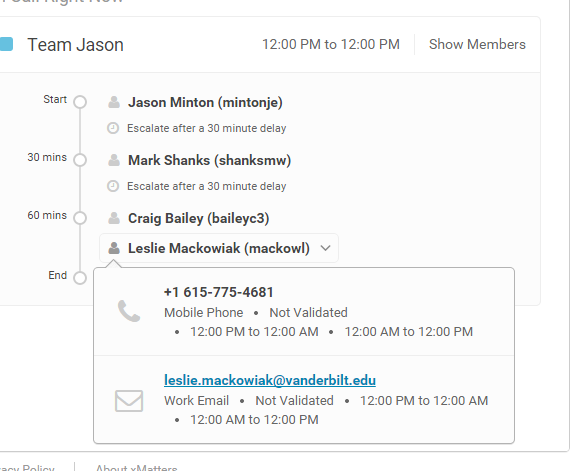 Call Right Now
Team Jason 12:00 PM to 12:00 PM Show Members
Start Jason Minton (mintonje)
Escalate after a 30 minute delay
30 mins Mark Shanks (shanksmw)
Escalate after a 30 minute delay
60 mins Craig Bailey (baileyc3)
Leslie Mackowiak (mackowl)
End
+1 615-775-4681
Mobile Phone • Not Validated
• 12:00 PM to 12:00 AM • 12:00 AM to 12:00 PM
leslie.mackowiak@vanderbilt.edu
Work Email • Not Validated • 12:00 PM to 12:00 AM
• 12:00 AM to 12:00 PM
acy Policy About xMatters